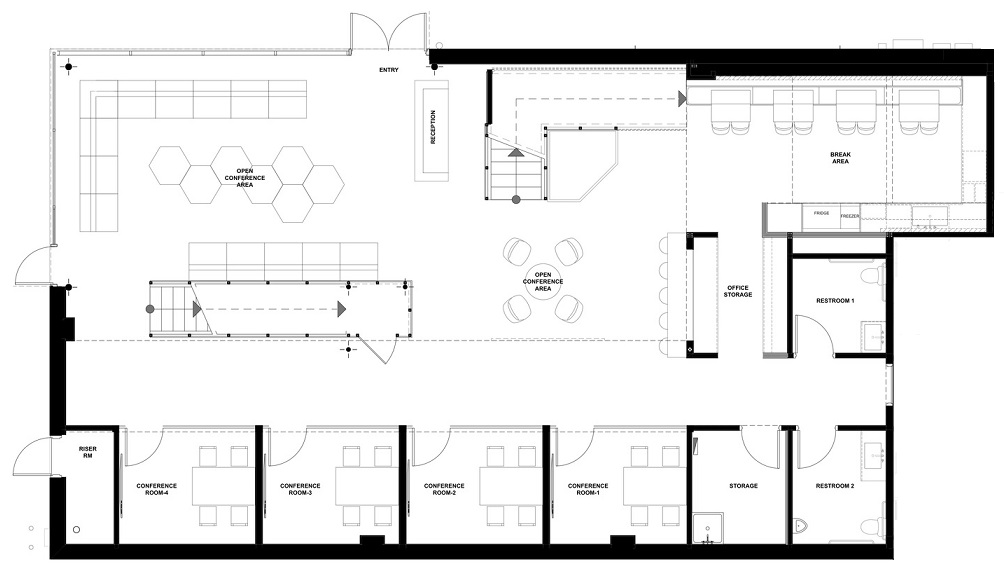 ENTRY
RECEPTION
OPEN
CONFERENCE
AREA
BREAK
AREA
FRIDGE
FREEZER
OPEN
CONFERENCE
AREA
OFFICE
STORAGE
RESTROOM 1
RISER
RM
CONFERENCE
ROOM-4
CONFERENCE
ROOM-3
CONFERENCE
ROOM-2
CONFERENCE
ROOM-1
STORAGE
RESTROOM 2